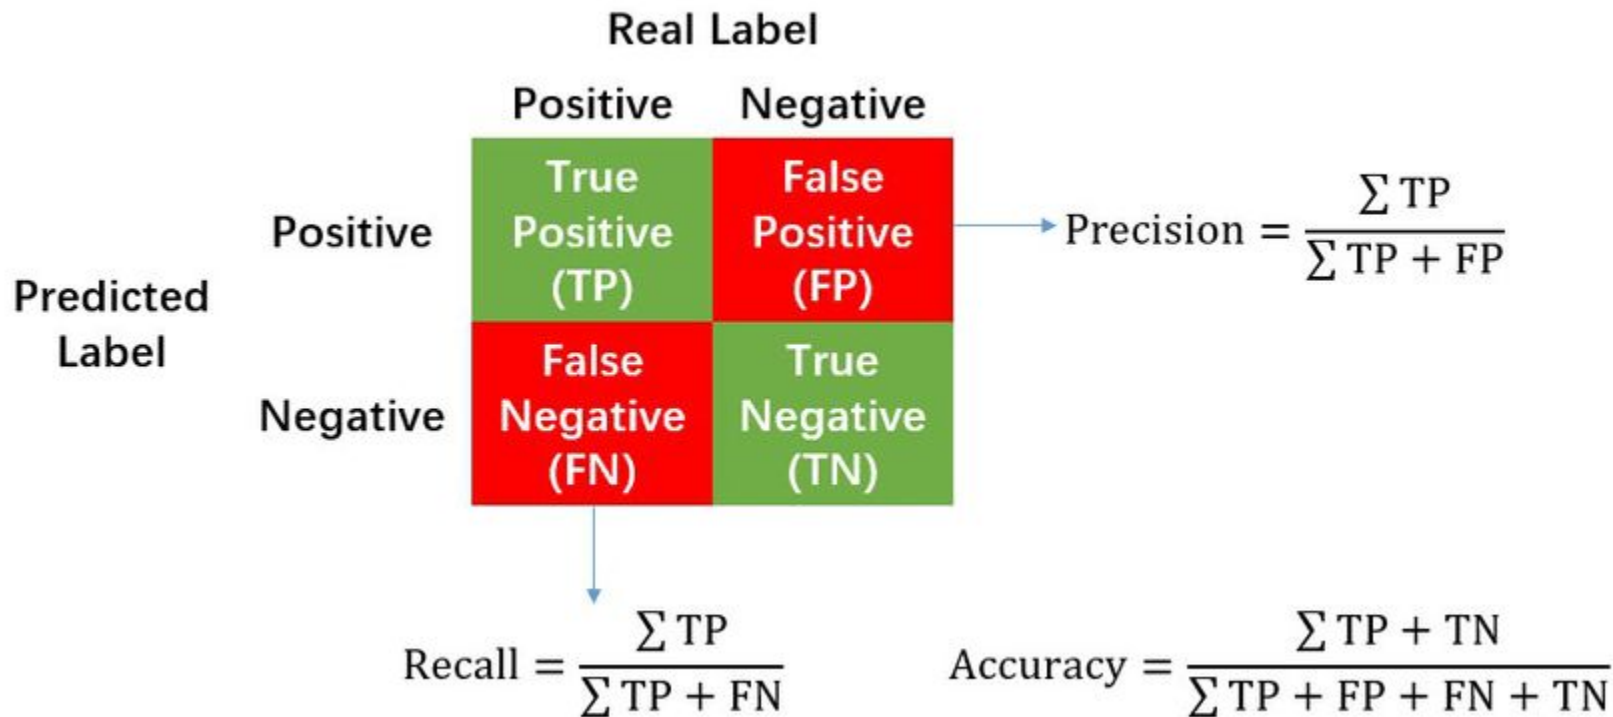 Real Label
Positive Negative
True
Positive
(TP)
False
Positive
(FP)
Positive
Precision = ∑ TP / ∑ TP + FP
Predicted
Label
False
Negative
(FN)
True
Negative
(TN)
Negative
Recall = ∑ TP / ∑ TP + FN
Accuracy = ∑ TP + TN / ∑ TP + FP + FN + TN